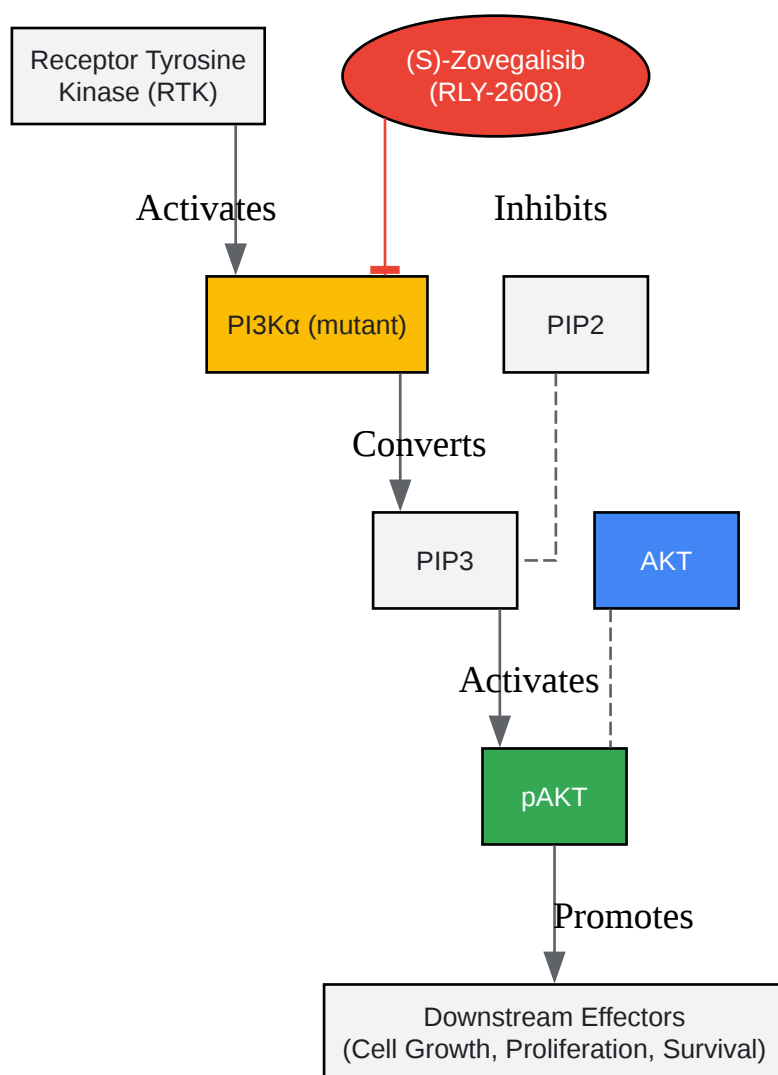 Receptor Tyrosine
Kinase (RTK)
(S)-Zovegalisib
(RLY-2608)
Activates
Inhibits
PI3Kα (mutant)
PIP2
Converts
PIP3
AKT
Activates
pAKT
Promotes
Downstream Effectors
(Cell Growth, Proliferation, Survival)